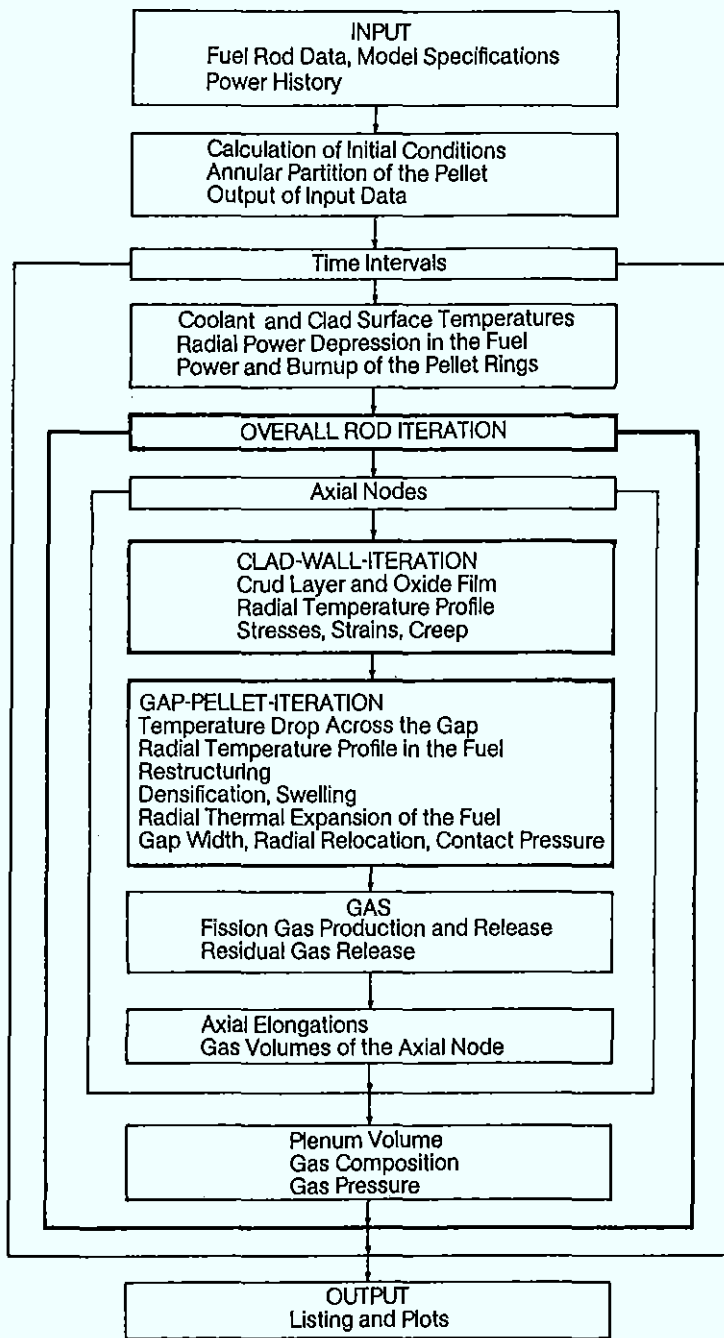 INPUT
Fuel Rod Data, Model Specifications
Power History
Calculation of Initial Conditions
Annular Partition of the Pellet
Output of Input Data
Time Intervals
Coolant and Clad Surface Temperatures
Radial Power Depression in the Fuel
Power and Burnup of the Pellet Rings
OVERALL ROD ITERATION
Axial Nodes
CLAD-WALL-ITERATION
Crud Layer and Oxide Film
Radial Temperature Profile
Stresses, Strains, Creep
GAP-PELLET-ITERATION
Temperature Drop Across the Gap
Radial Temperature Profile in the Fuel
Restructuring
Densification, Swelling
Radial Thermal Expansion of the Fuel
Gap Width, Radial Relocation, Contact Pressure
GAS
Fission Gas Production and Release
Residual Gas Release
Axial Elongations
Gas Volumes of the Axial Node
Plenum Volume
Gas Composition
Gas Pressure
OUTPUT
Listing and Plots